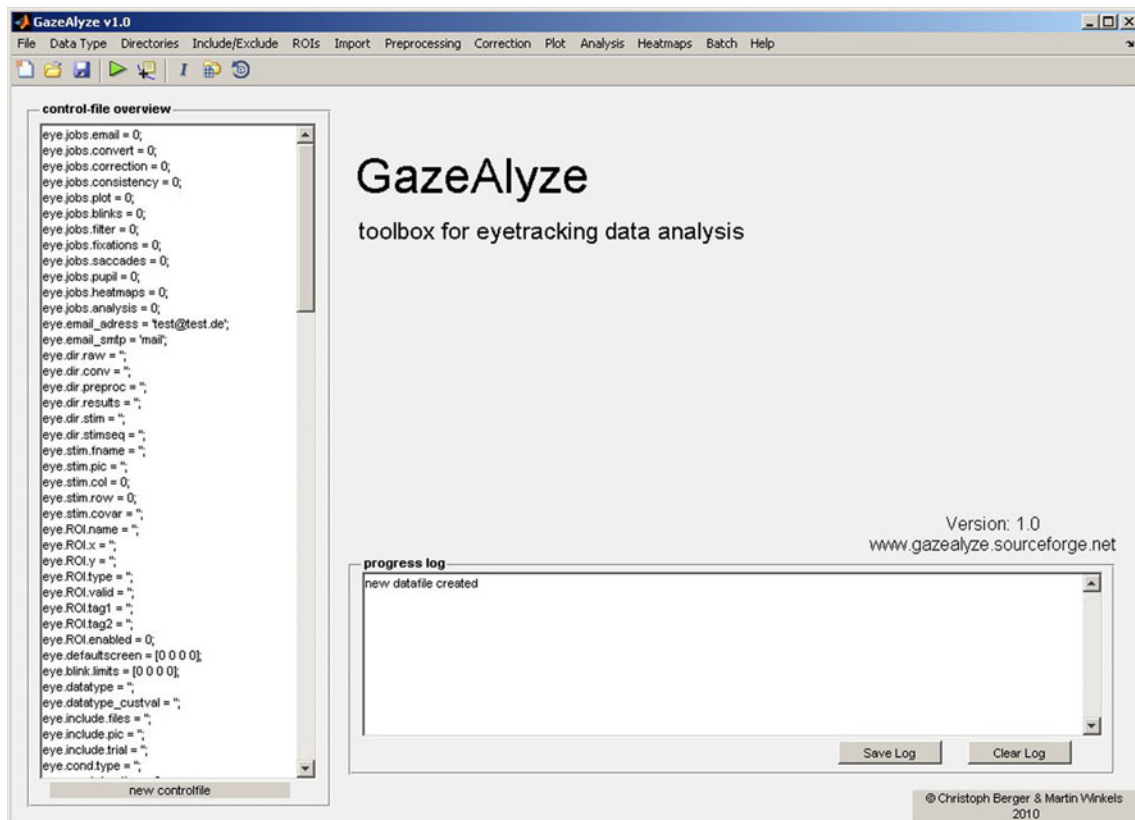 GazeAlyze v1.0
File Data Type Directories Include/Exclude ROIs Import Preprocessing Correction Plot Analysis Heatmaps Batch Help
control-file overview
eye.jobs.email = 0;
eye.jobs.convert = 0;
eye.jobs.correction = 0;
eye.jobs.consistency = 0;
eye.jobs.plot = 0;
eye.jobs.blinks = 0;
eye.jobs.filter = 0;
eye.jobs.fixations = 0;
eye.jobs.saccades = 0;
eye.jobs.pupil = 0;
eye.jobs.heatmaps = 0;
eye.jobs.analysis = 0;
eye.email_adress = 'test@test.de';
eye.email_smtp = 'mail';
eye.dir.raw = '';
eye.dir.conv = '';
eye.dir.preproc = '';
eye.dir.results = '';
eye.dir.stim = '';
eye.dir.stimseq = '';
eye.stim.fname = '';
eye.stim.pic = '';
eye.stim.col = 0;
eye.stim.row = 0;
eye.stim.covar = '';
eye.ROI.name = '';
eye.ROI.x = '';
eye.ROI.y = '';
eye.ROI.type = '';
eye.ROI.valid = '';
eye.ROI.tag1 = '';
eye.ROI.tag2 = '';
eye.ROI.enabled = 0;
eye.defaultscreen = [0 0 0 0];
eye.blink.limits = [0 0 0 0];
eye.datatype = '';
eye.datatype_custval = '';
eye.include.files = '';
eye.include.pic = '';
eye.include.trial = '';
eye.cond.type = '';
new controlfile
GazeAlyze
toolbox for eyetracking data analysis
Version: 1.0
www.gazealyze.sourceforge.net
progress log
new datafile created
Save Log Clear Log
© Christoph Berger & Martin Winkels
2010